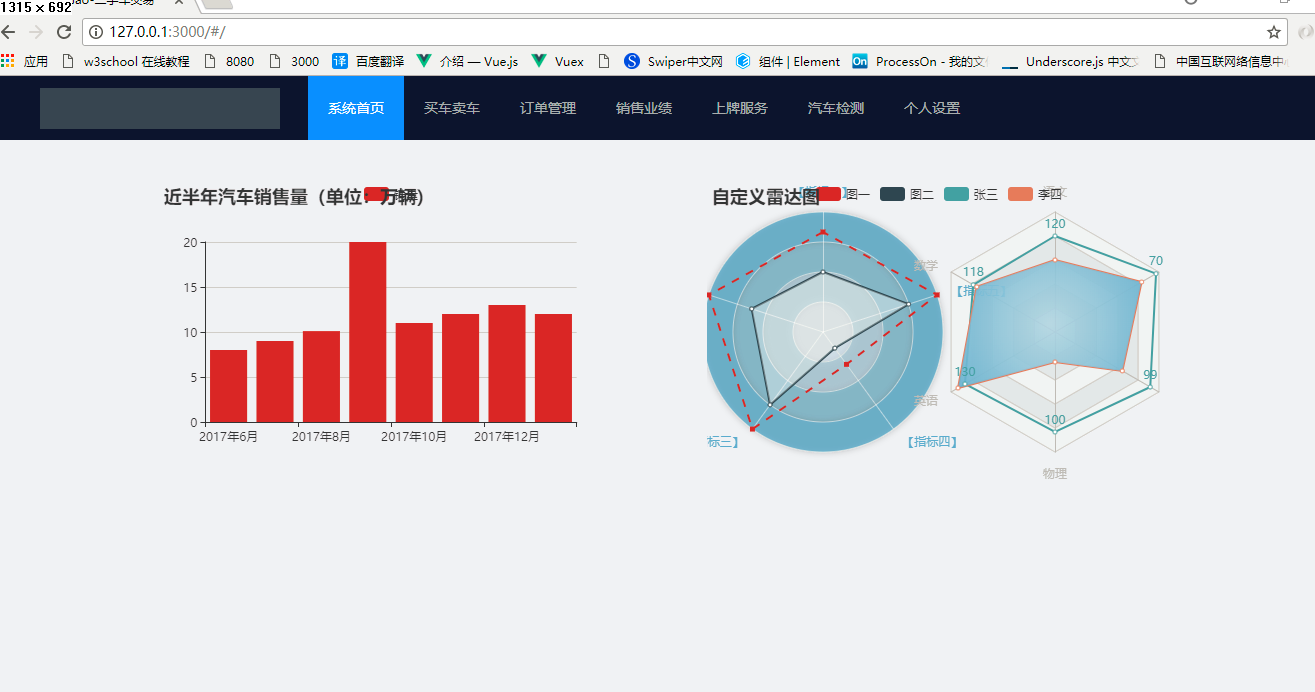 1315 × 692
二手车交易
127.0.0.1:3000/#/
应用 w3school 在线教程 8080 3000 译 百度翻译 介绍 — Vue.js Vuex S Swiper中文网 组件 | Element On ProcessOn - 我的文 Underscore.js 中文 中国互联网络信息中
系统首页 买车卖车 订单管理 销售业绩 上牌服务 汽车检测 个人设置
近半年汽车销售量（单位：万辆） 自定义雷达图 图一 图二 张三 李四
120
70
118
数学
20
15
10
5
0
130
99
英语
100
2017年6月 2017年8月 2017年10月 2017年12月
标三】 【指标四】
物理